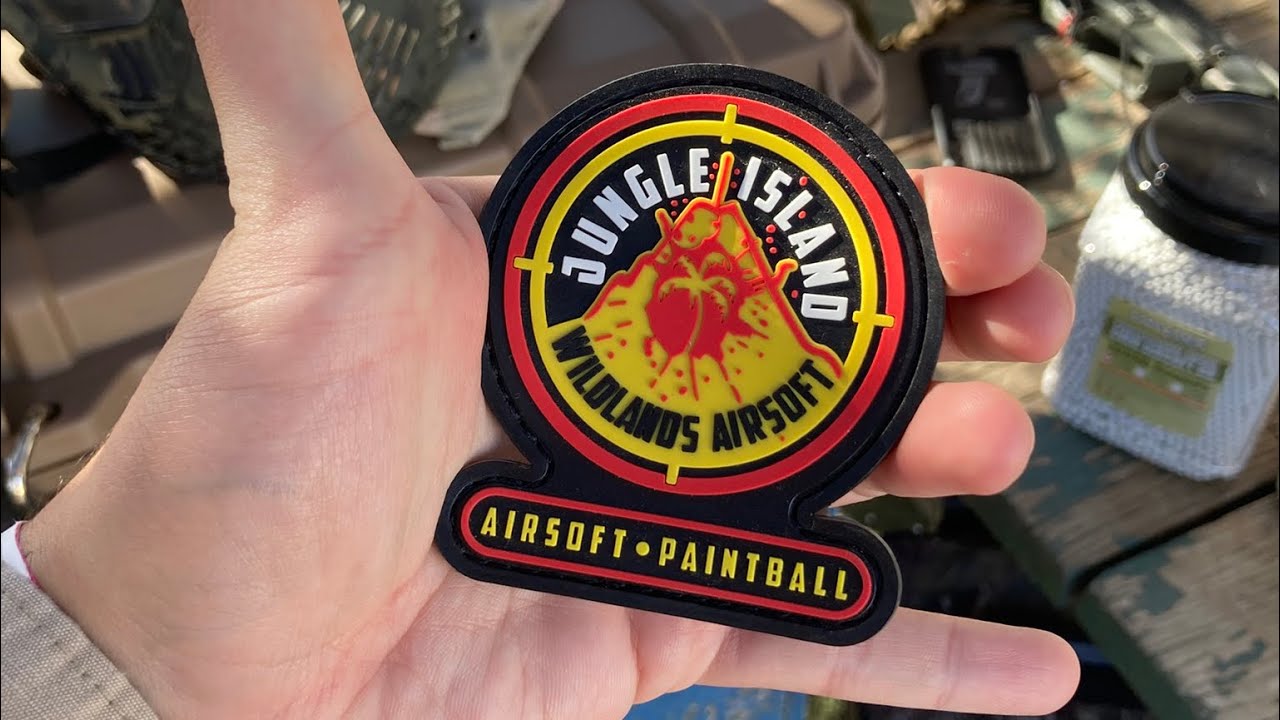 JUNGLE ISLAND
WILDLANDS AIRSOFT
AIRSOFT • PAINTBALL